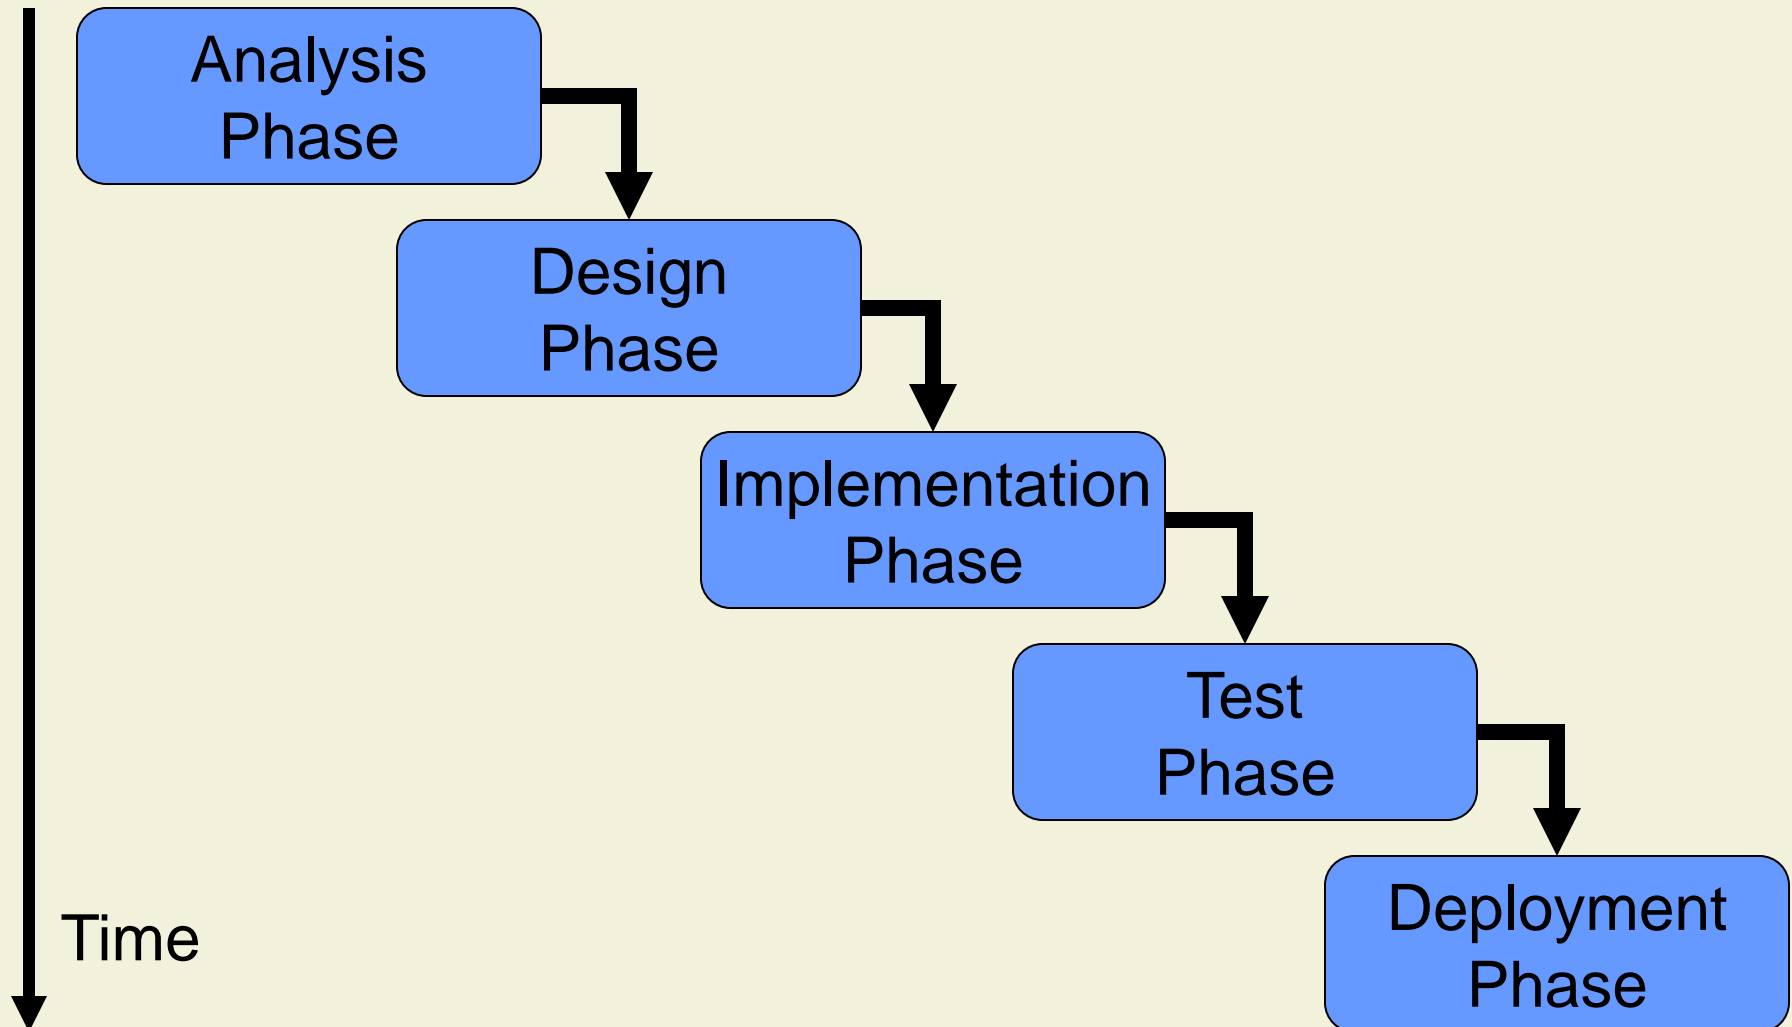 Analysis
Phase
Design
Phase
Implementation
Phase
Test
Phase
Deployment
Phase
Time